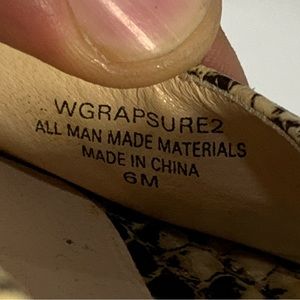 WGRAPSURE2
ALL MAN MADE MATERIALS
MADE IN CHINA
6M